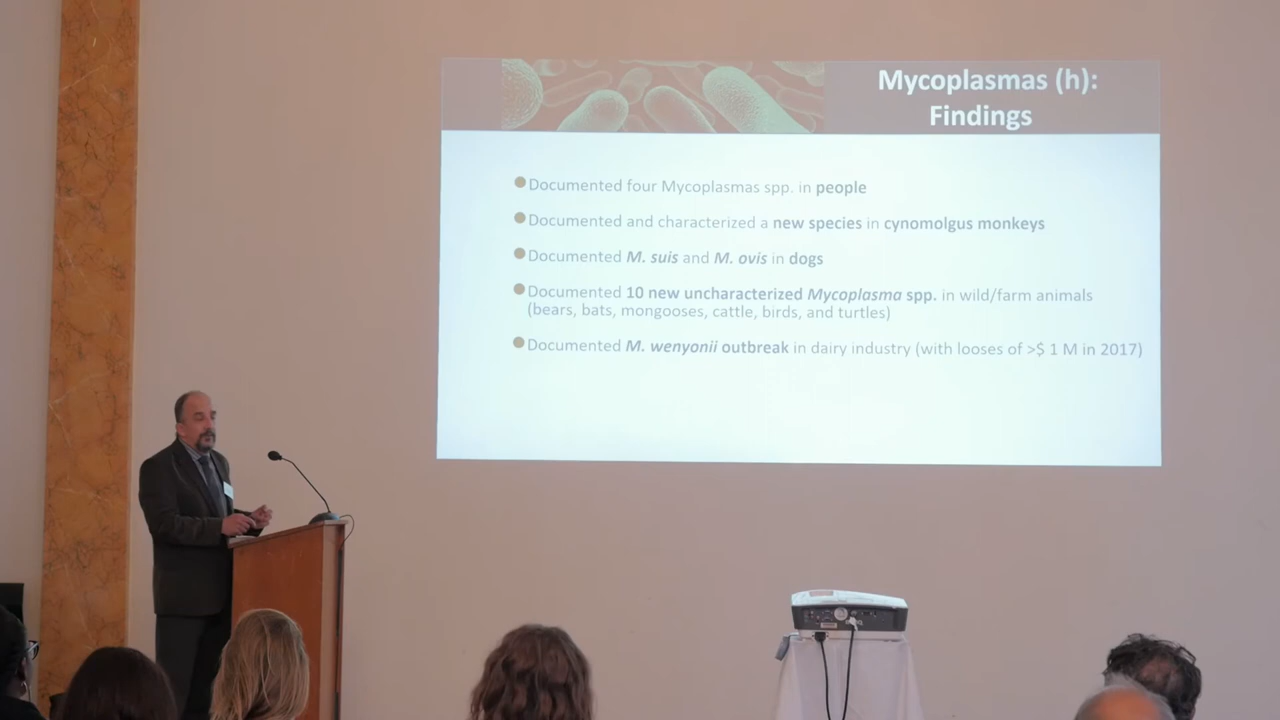 Mycoplasmas (h):
Findings
Documented four Mycoplasmas spp. in people
Documented and characterized a new species in cynomolgus monkeys
Documented M. suis and M. ovis in dogs
Documented 10 new uncharacterized Mycoplasma spp. in wild/farm animals
(bears, bats, mongooses, cattle, birds, and turtles)
Documented M. wenyonii outbreak in dairy industry (with looses of >$ 1 M in 2017)